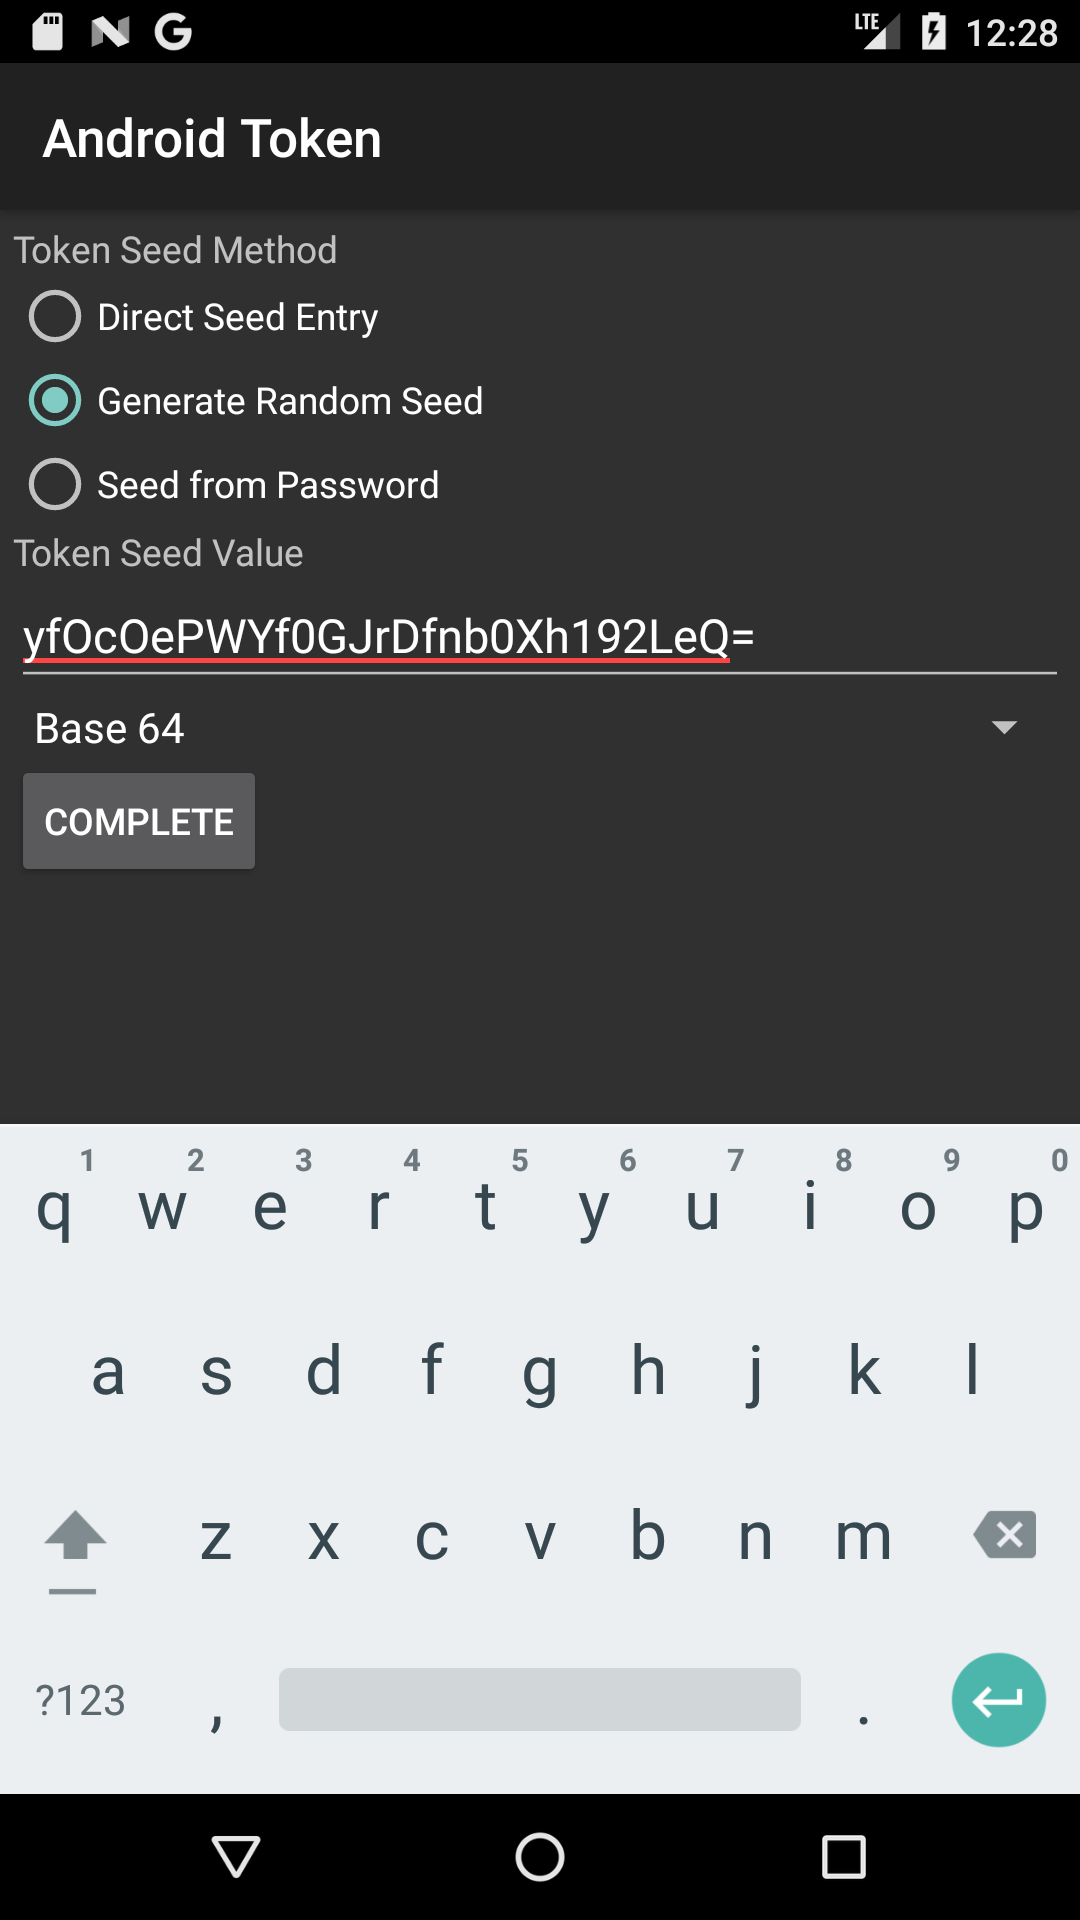 LTE 12:28
Android Token
Token Seed Method
Direct Seed Entry
Generate Random Seed
Seed from Password
Token Seed Value
yfOcOePWYf0GJrDfnb0Xh192LeQ=
Base 64
COMPLETE
1 2 3 4 5 6 7 8 9 0
q w e r t y u i o p
a s d f g h j k l
z x c v b n m
?123 , .